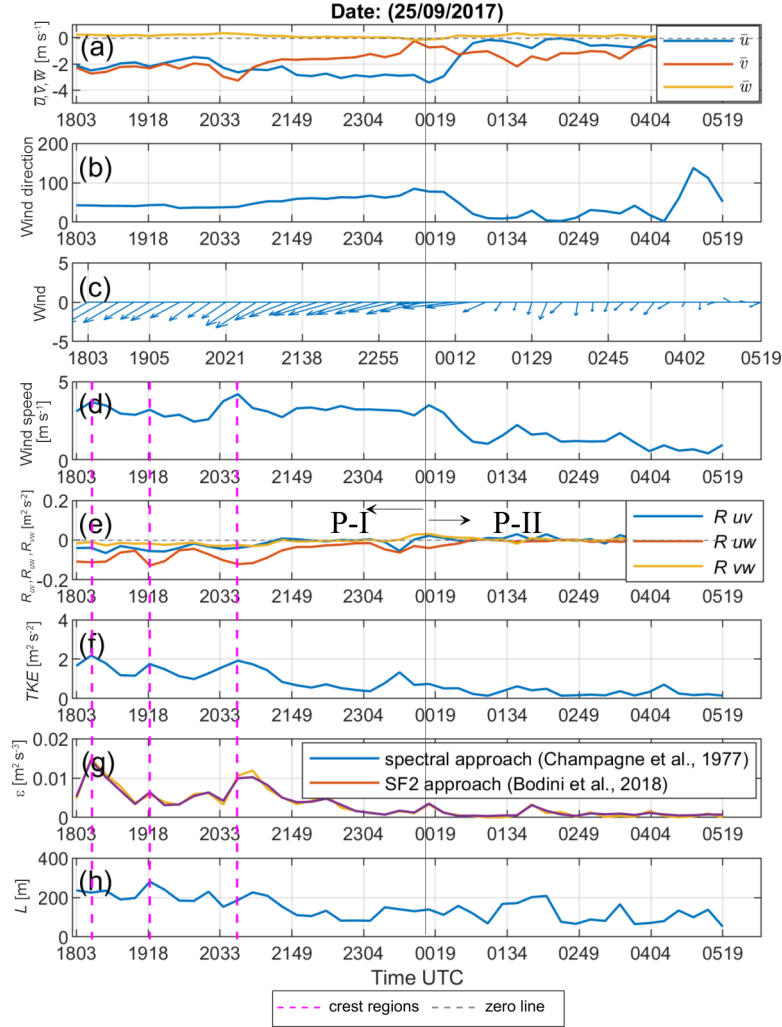 Date: (25/09/2017)
(a)
u̅,v̅,w̅ [m s⁻¹]
0
-2
-4
u̅
v̅
w̅
1803 1918 2033 2149 2304 0019 0134 0249 0404 0519
(b)
Wind direction
200
100
0
1803 1918 2033 2149 2304 0019 0134 0249 0404 0519
(c)
Wind
5
0
-5
1803 1905 2021 2138 2255 0012 0129 0245 0402 0519
(d)
Wind speed
[m s⁻¹]
5
0
1803 1918 2033 2149 2304 0019 0134 0249 0404 0519
(e)
R_uv, R_uw, R_vw [m² s⁻²]
0.2
0
-0.2
P-I
P-II
R uv
R uw
R vw
1803 1918 2033 2149 2304 0019 0134 0249 0404 0519
(f)
TKE [m² s⁻²]
4
2
0
1803 1918 2033 2149 2304 0019 0134 0249 0404 0519
(g)
ε [m² s⁻³]
0.02
0.01
0
spectral approach (Champagne et al., 1977)
SF2 approach (Bodini et al., 2018)
1803 1918 2033 2149 2304 0019 0134 0249 0404 0519
(h)
L [m]
400
200
0
1803 1918 2033 2149 2304 0019 0134 0249 0404 0519
Time UTC
crest regions
zero line